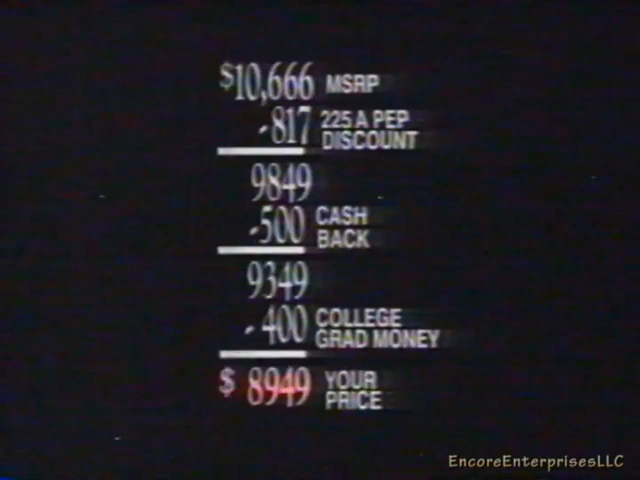 $10,666 MSRP
-817 225 A PEP
DISCOUNT
9849
-500 CASH
BACK
9349
-400 COLLEGE
GRAD MONEY
$ 8949 YOUR
PRICE
EncoreEnterprisesLLC